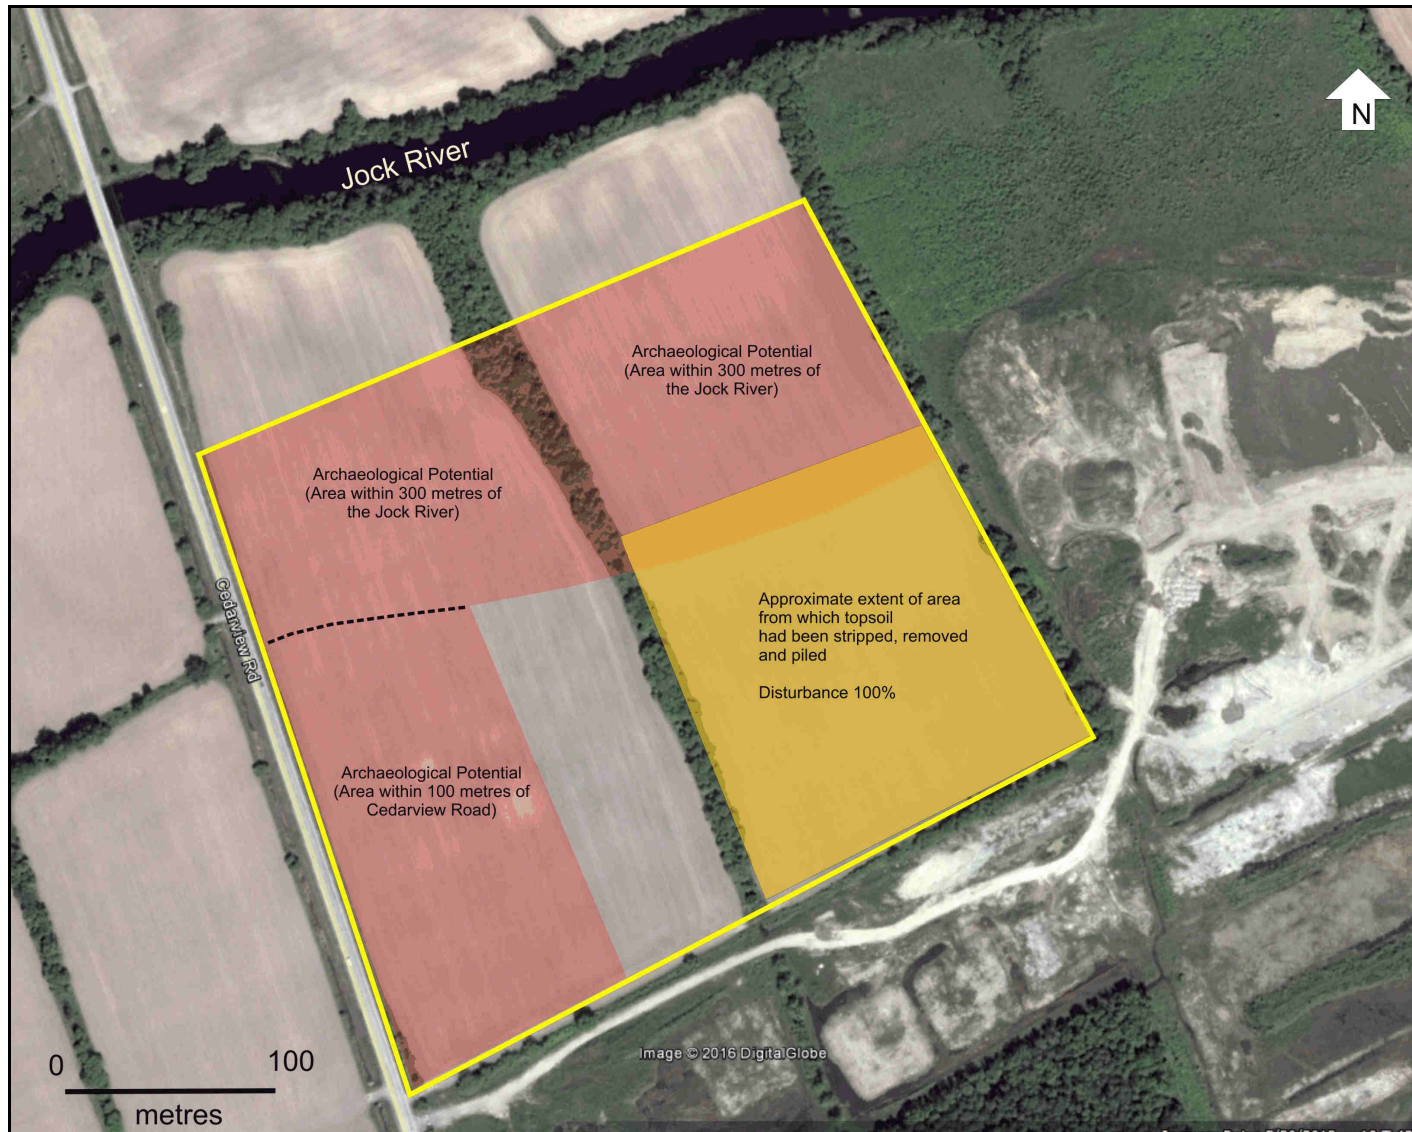 N
Jock River
Archaeological Potential
(Area within 300 metres of
the Jock River)
Archaeological Potential
(Area within 300 metres of
the Jock River)
Cedarview Rd
Approximate extent of area
from which topsoil
had been stripped, removed
and piled
Disturbance 100%
Archaeological Potential
(Area within 100 metres of
Cedarview Road)
Image © 2016 DigitalGlobe
0 100
metres